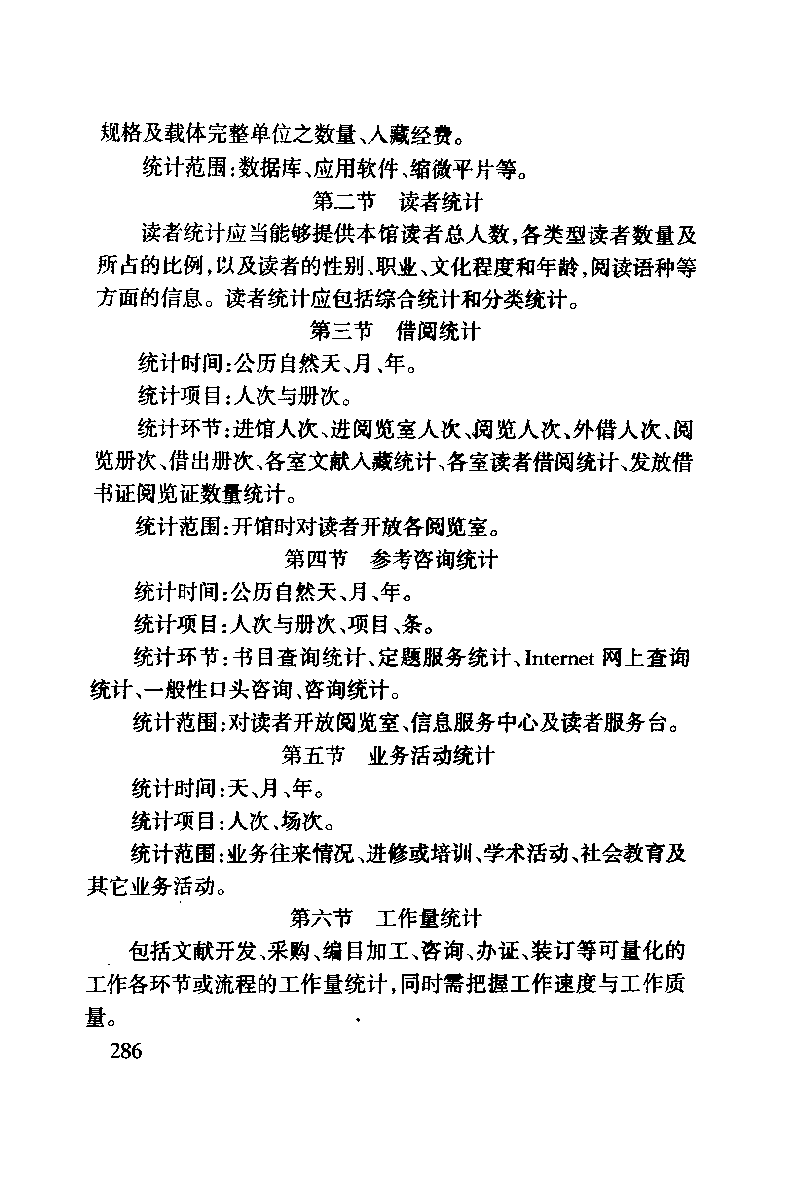 规格及载体完整单位之数量、入藏经费。
统计范围:数据库、应用软件、缩微平片等。
第二节 读者统计
读者统计应当能够提供本馆读者总人数,各类型读者数量及
所占的比例,以及读者的性别、职业、文化程度和年龄,阅读语种等
方面的信息。读者统计应包括综合统计和分类统计。
第三节 借阅统计
统计时间:公历自然天、月、年。
统计项目:人次与册次。
统计环节:进馆人次、进阅览室人次、阅览人次、外借人次、阅
览册次、借出册次、各室文献入藏统计、各室读者借阅统计、发放借
书证阅览证数量统计。
统计范围:开馆时对读者开放各阅览室。
第四节 参考咨询统计
统计时间:公历自然天、月、年。
统计项目:人次与册次、项目、条。
统计环节:书目查询统计、定题服务统计、Internet 网上查询
统计、一般性口头咨询、咨询统计。
统计范围:对读者开放阅览室、信息服务中心及读者服务台。
第五节 业务活动统计
统计时间:天、月、年。
统计项目:人次、场次。
统计范围:业务往来情况、进修或培训、学术活动、社会教育及
其它业务活动。
第六节 工作量统计
包括文献开发、采购、编目加工、咨询、办证、装订等可量化的
工作各环节或流程的工作量统计,同时需把握工作速度与工作质
量。
286